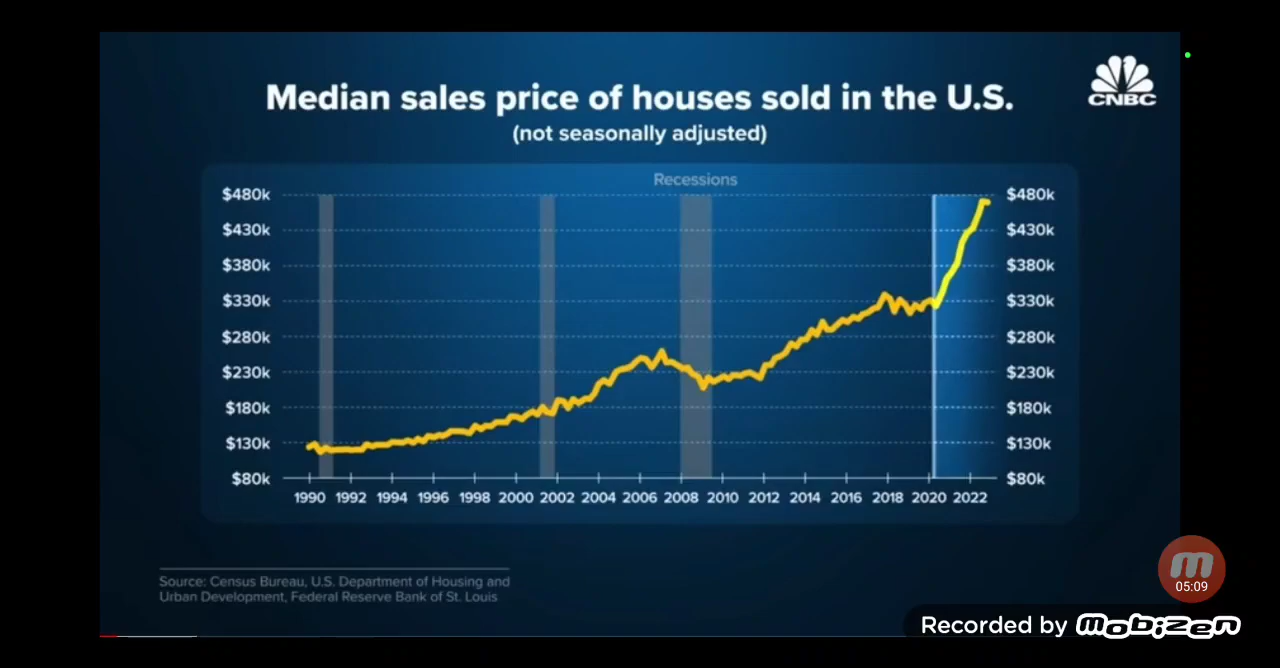 Median sales price of houses sold in the U.S.
(not seasonally adjusted)
CNBC
Recessions
$480k $480k
$430k $430k
$380k $380k
$330k $330k
$280k $280k
$230k $230k
$180k $180k
$130k $130k
$80k $80k
1990 1992 1994 1996 1998 2000 2002 2004 2006 2008 2010 2012 2014 2016 2018 2020 2022
Source: Census Bureau, U.S. Department of Housing and
Urban Development, Federal Reserve Bank of St. Louis
m
05:09
Recorded by mobizen